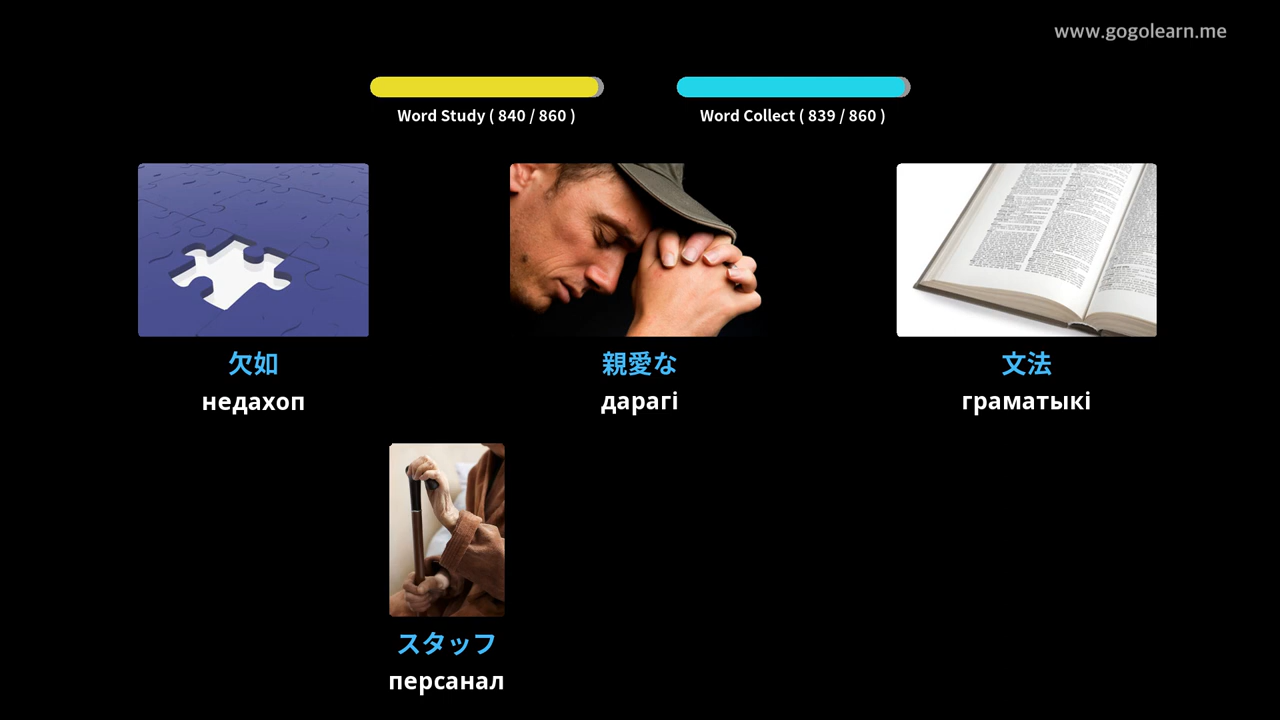 www.gogolearn.me
Word Study ( 840 / 860 )
Word Collect ( 839 / 860 )
欠如
недахоп
親愛な
дарагі
文法
граматыкі
スタッフ
персанал